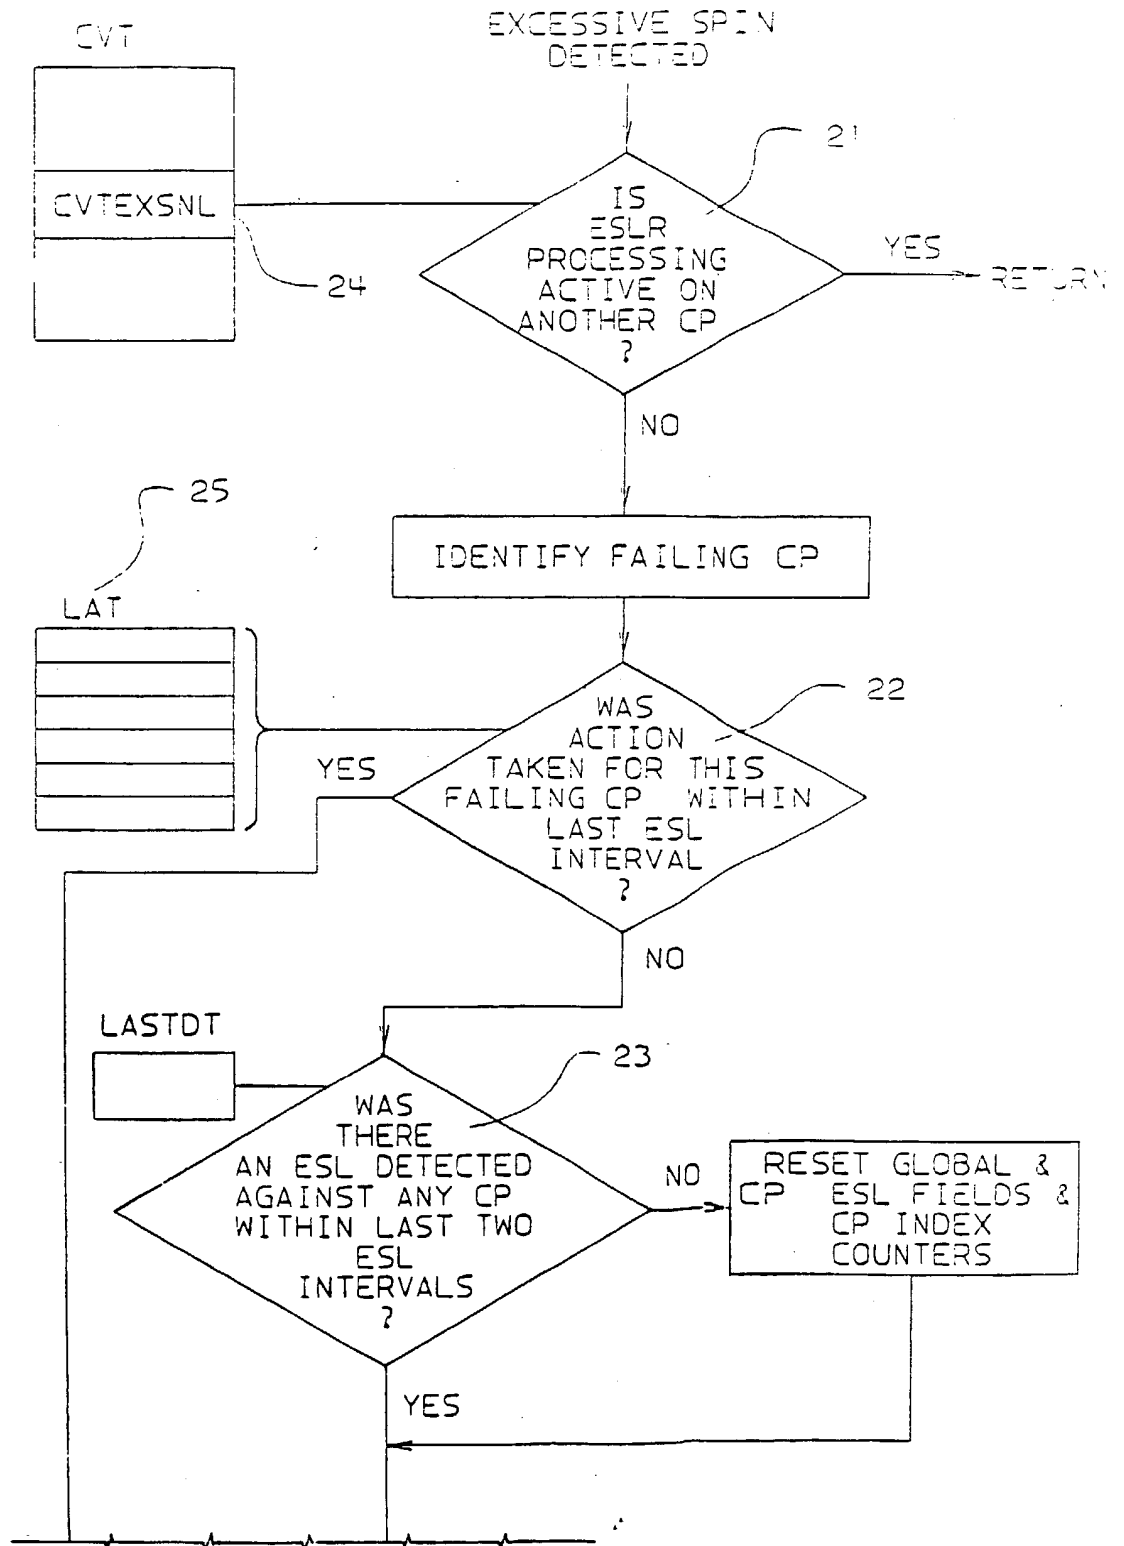 CVT
EXCESSIVE SPIN
DETECTED
21
CVTEXSNL
24
IS
ESLR
PROCESSING
ACTIVE ON
ANOTHER CP
?
YES
RETURN
NO
25
IDENTIFY FAILING CP
LAT
22
WAS
ACTION
TAKEN FOR THIS
FAILING CP WITHIN
LAST ESL
INTERVAL
?
YES
NO
LASTDT
23
WAS
THERE
AN ESL DETECTED
AGAINST ANY CP
WITHIN LAST TWO
ESL
INTERVALS
?
NO
RESET GLOBAL &
CP ESL FIELDS &
CP INDEX
COUNTERS
YES